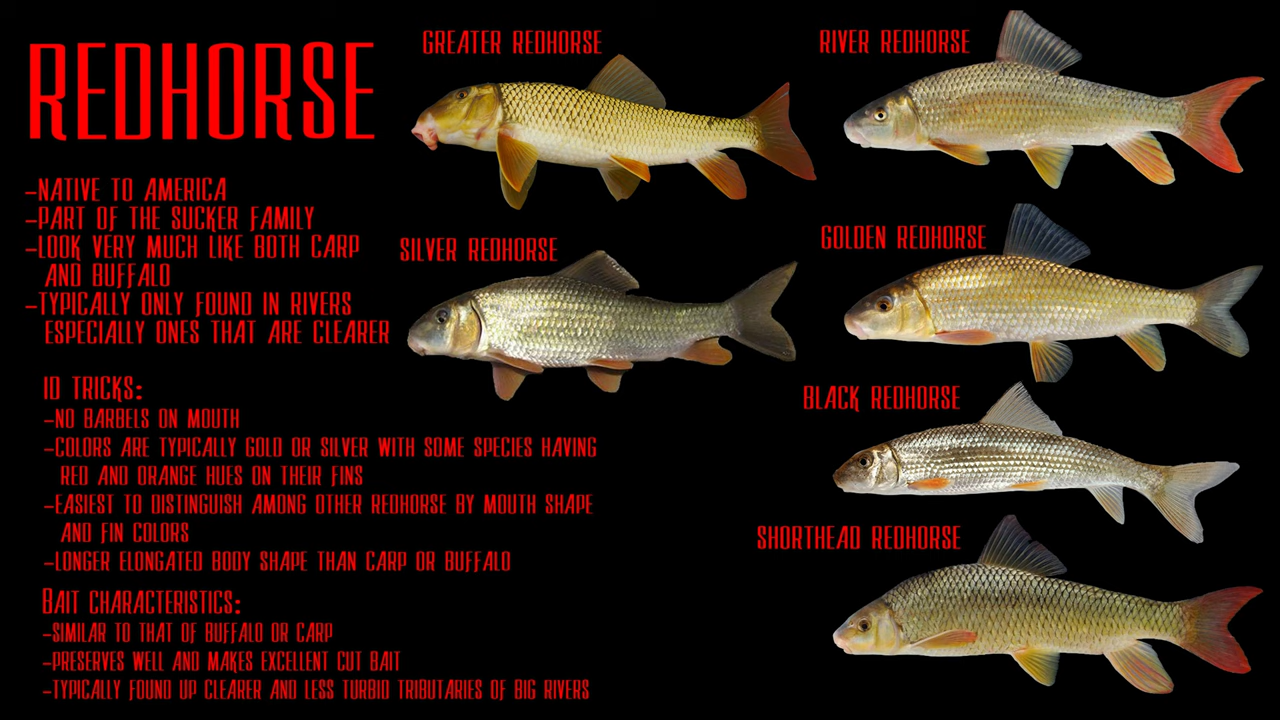 REDHORSE
-NATIVE TO AMERICA
-PART OF THE SUCKER FAMILY
-LOOK VERY MUCH LIKE BOTH CARP
AND BUFFALO
-TYPICALLY ONLY FOUND IN RIVERS
ESPECIALLY ONES THAT ARE CLEARER
ID TRICKS:
-NO BARBELS ON MOUTH
-COLORS ARE TYPICALLY GOLD OR SILVER WITH SOME SPECIES HAVING
RED AND ORANGE HUES ON THEIR FINS
-EASIEST TO DISTINGUISH AMONG OTHER REDHORSE BY MOUTH SHAPE
AND FIN COLORS
-LONGER ELONGATED BODY SHAPE THAN CARP OR BUFFALO
BAIT CHARACTERISTICS:
-SIMILAR TO THAT OF BUFFALO OR CARP
-PRESERVES WELL AND MAKES EXCELLENT CUT BAIT
-TYPICALLY FOUND UP CLEARER AND LESS TURBID TRIBUTARIES OF BIG RIVERS
GREATER REDHORSE
SILVER REDHORSE
RIVER REDHORSE
GOLDEN REDHORSE
BLACK REDHORSE
SHORTHEAD REDHORSE